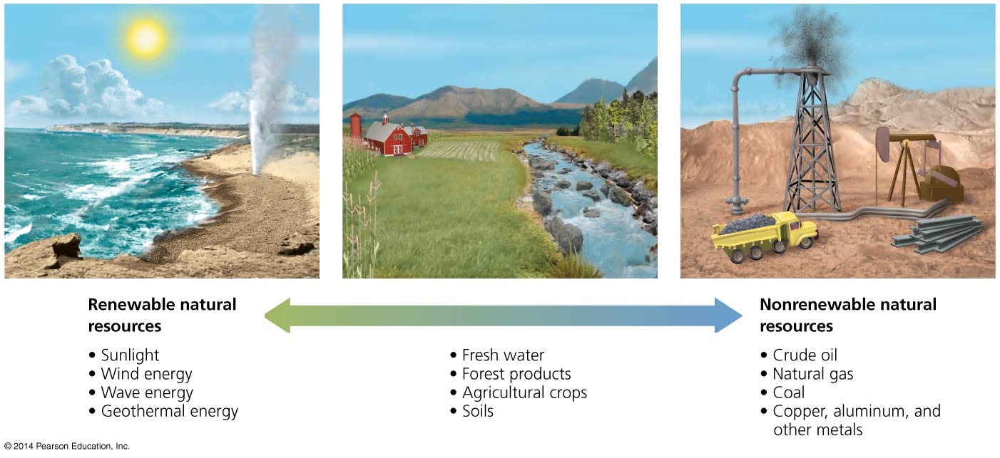 Renewable natural
resources
• Sunlight
• Wind energy
• Wave energy
• Geothermal energy
• Fresh water
• Forest products
• Agricultural crops
• Soils
Nonrenewable natural
resources
• Crude oil
• Natural gas
• Coal
• Copper, aluminum, and
other metals
© 2014 Pearson Education, Inc.